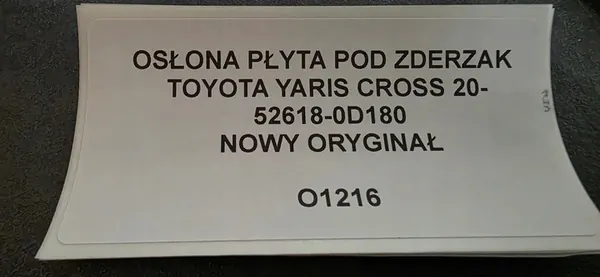 OSŁONA PŁYTA POD ZDERZAK
TOYOTA YARIS CROSS 20-
52618-0D180
NOWY ORYGINAŁ
O1216